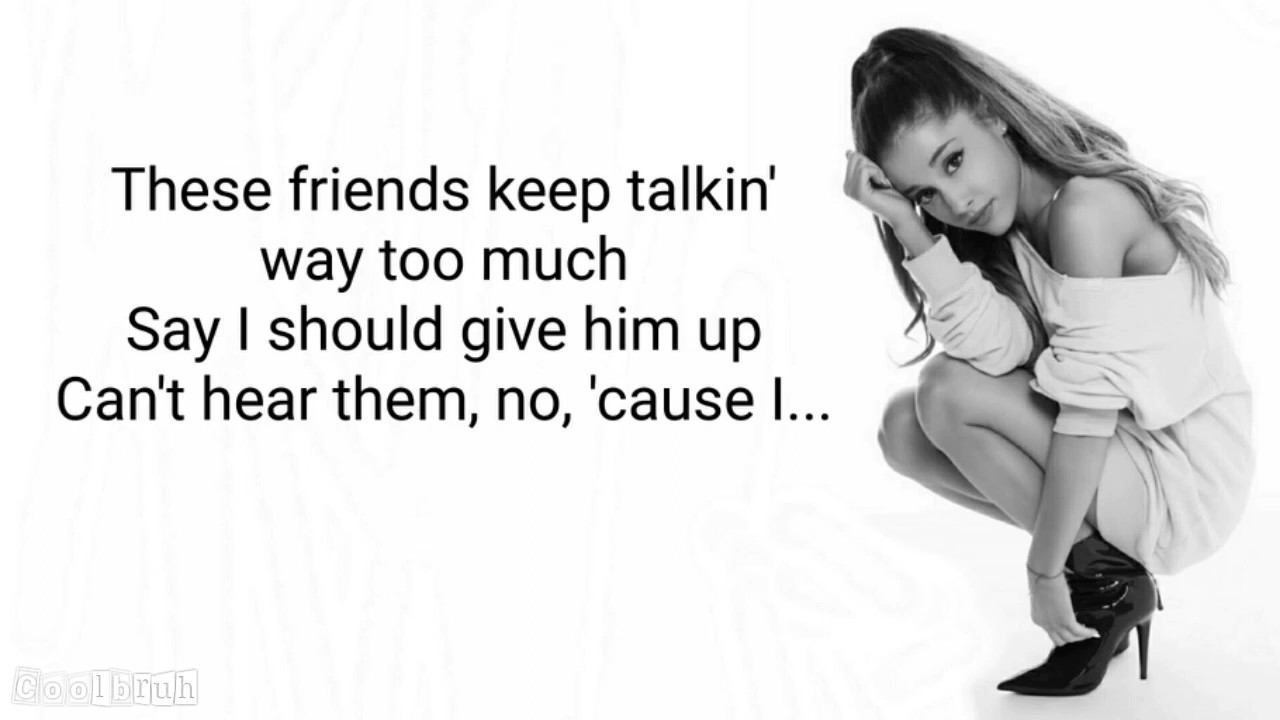 These friends keep talkin'
way too much
Say I should give him up
Can't hear them, no, 'cause I...
Coolbruh